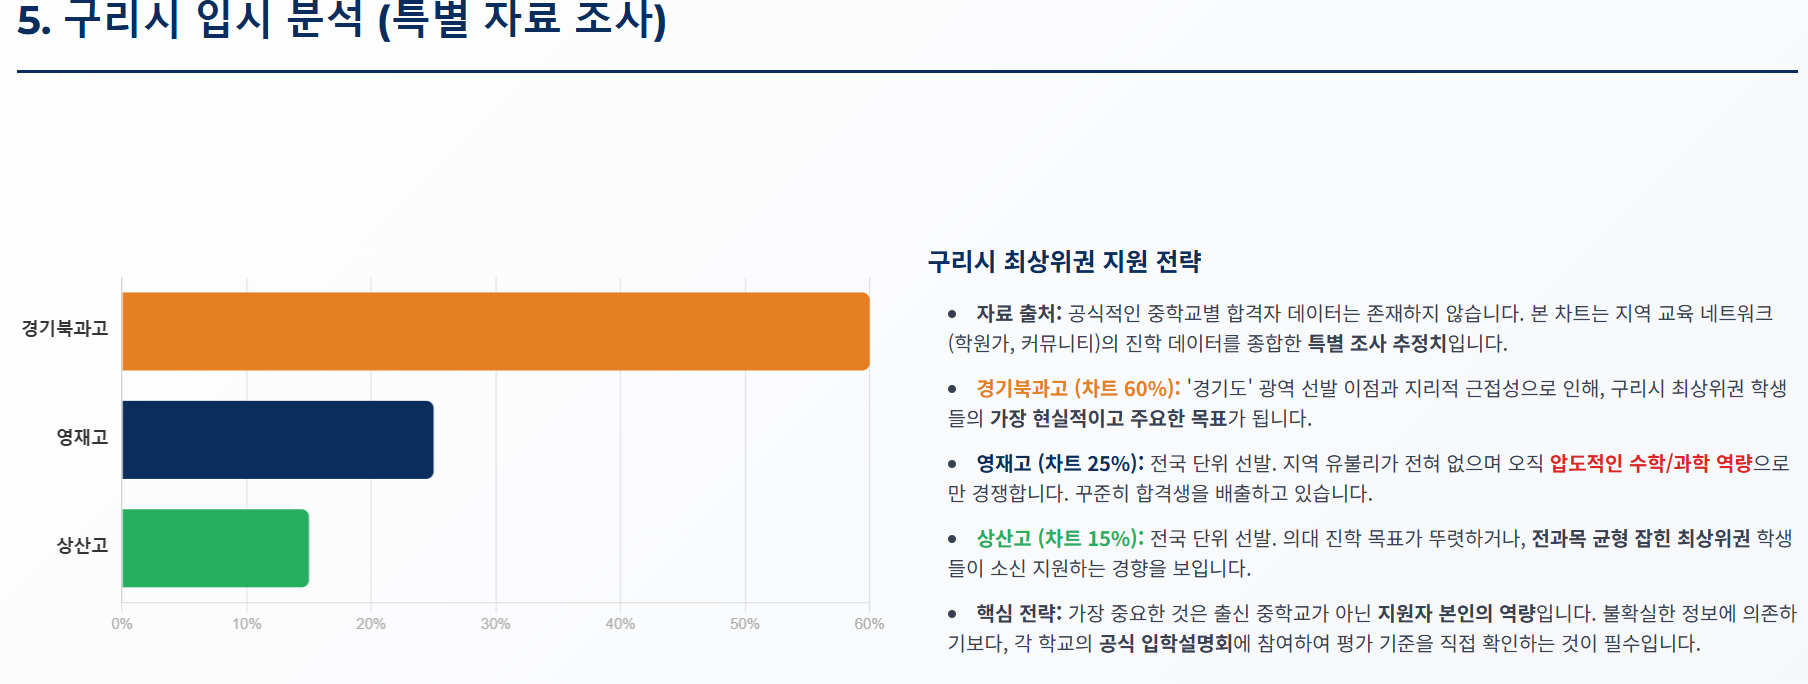 5. 구리시 입시 분석 (특별 자료 조사)
경기북과고
영재고
상산고
0%
10%
20%
30%
40%
50%
60%
구리시 최상위권 지원 전략
• 자료 출처: 공식적인 중학교별 합격자 데이터는 존재하지 않습니다. 본 차트는 지역 교육 네트워크
(학원가, 커뮤니티)의 진학 데이터를 종합한 특별 조사 추정치입니다.
• 경기북과고 (차트 60%): '경기도' 광역 선발 이점과 지리적 근접성으로 인해, 구리시 최상위권 학생
들의 가장 현실적이고 주요한 목표가 됩니다.
• 영재고 (차트 25%): 전국 단위 선발. 지역 유불리가 전혀 없으며 오직 압도적인 수학/과학 역량으로
만 경쟁합니다. 꾸준히 합격생을 배출하고 있습니다.
• 상산고 (차트 15%): 전국 단위 선발. 의대 진학 목표가 뚜렷하거나, 전과목 균형 잡힌 최상위권 학생
들이 소신 지원하는 경향을 보입니다.
• 핵심 전략: 가장 중요한 것은 출신 중학교가 아닌 지원자 본인의 역량입니다. 불확실한 정보에 의존하
기보다, 각 학교의 공식 입학설명회에 참여하여 평가 기준을 직접 확인하는 것이 필수입니다.